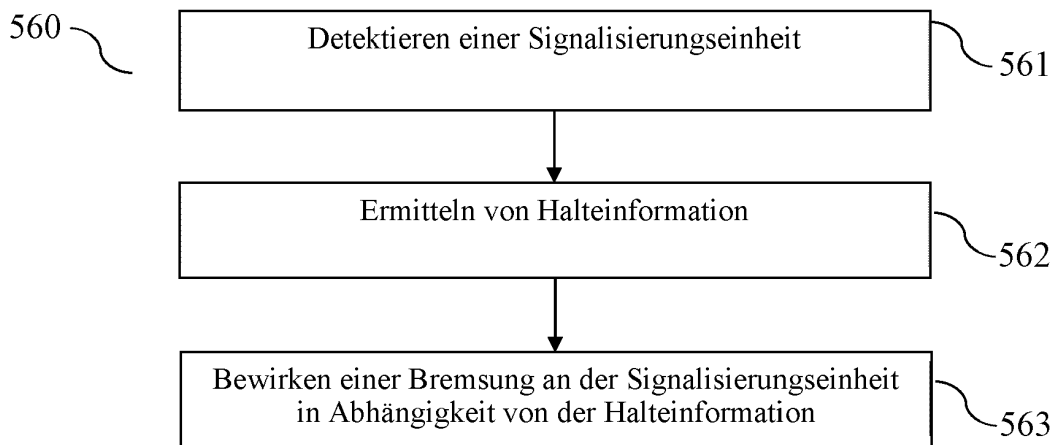 560
Detektieren einer Signalisierungseinheit
561
Ermitteln von Halteinformation
562
Bewirken einer Bremsung an der Signalisierungseinheit
in Abhängigkeit von der Halteinformation
563